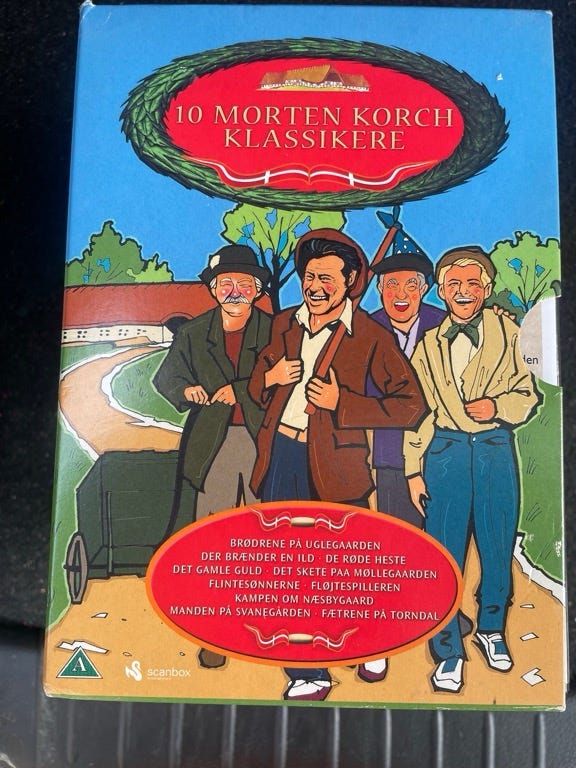 10 MORTEN KORCH
KLASSIKERE
den
BRØDRENE PÅ UGLEGAARDEN
DER BRÆNDER EN ILD · DE RØDE HESTE
DET GAMLE GULD · DET SKETE PAA MØLLEGAARDEN
FLINTESØNNERNE · FLØJTESPILLEREN
KAMPEN OM NÆSBYGAARD
MANDEN PÅ SVANEGÅRDEN · FÆTRENE PÅ TORNDAL
A
scanbox